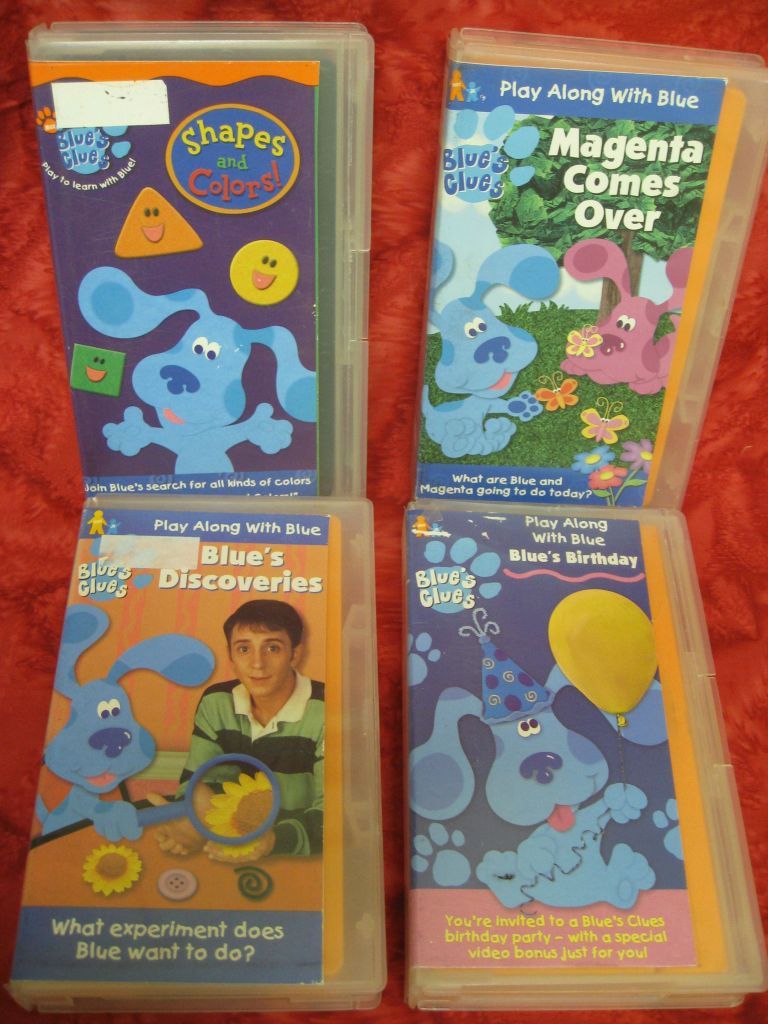 Blue's
Clues
Play to learn with Blue!
Shapes
and
Colors!
Join Blue's search for all kinds of colors
Play Along With Blue
Blue's
Clues
Magenta
Comes
Over
What are Blue and
Magenta going to do today?
Play Along With Blue
Blue's
Clues
Blue's
Discoveries
What experiment does
Blue want to do?
Play Along
With Blue
Blue's Birthday
Blue's
Clues
You're invited to a Blue's Clues
birthday party – with a special
video bonus just for you!